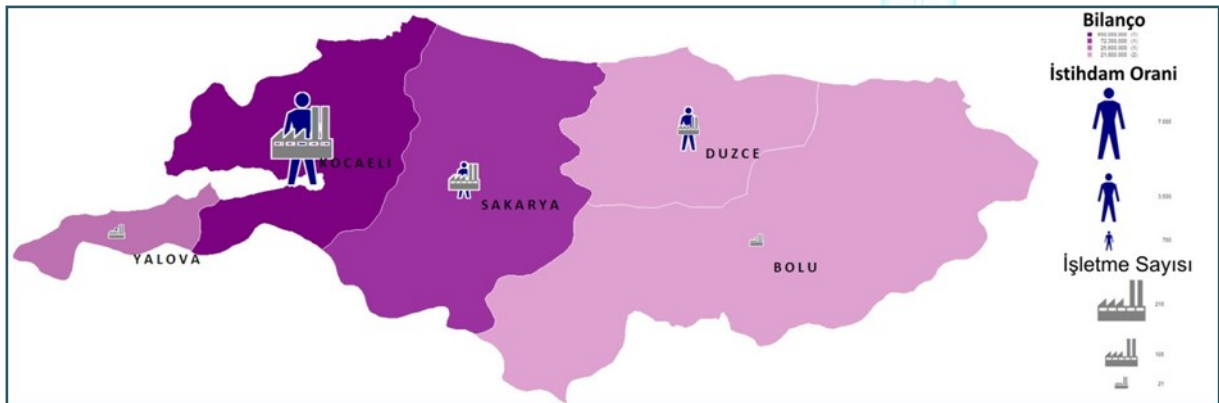 Bilanço
İstihdam Orani
7.000
3,500
750
İşletme Sayısı
210
105
21
KOCAELI
SAKARYA
DUZCE
YALOVA
BOLU